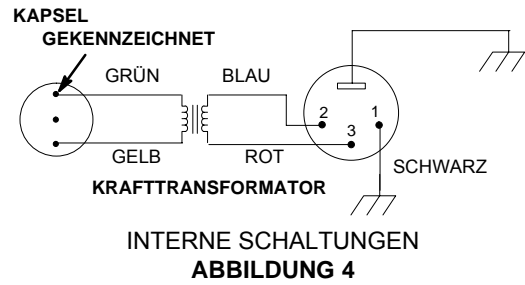 KAPSEL
GEKENNZEICHNET
GRÜN
BLAU
2
1
3
GELB
ROT
SCHWARZ
KRAFTTRANSFORMATOR
INTERNE SCHALTUNGEN
ABBILDUNG 4